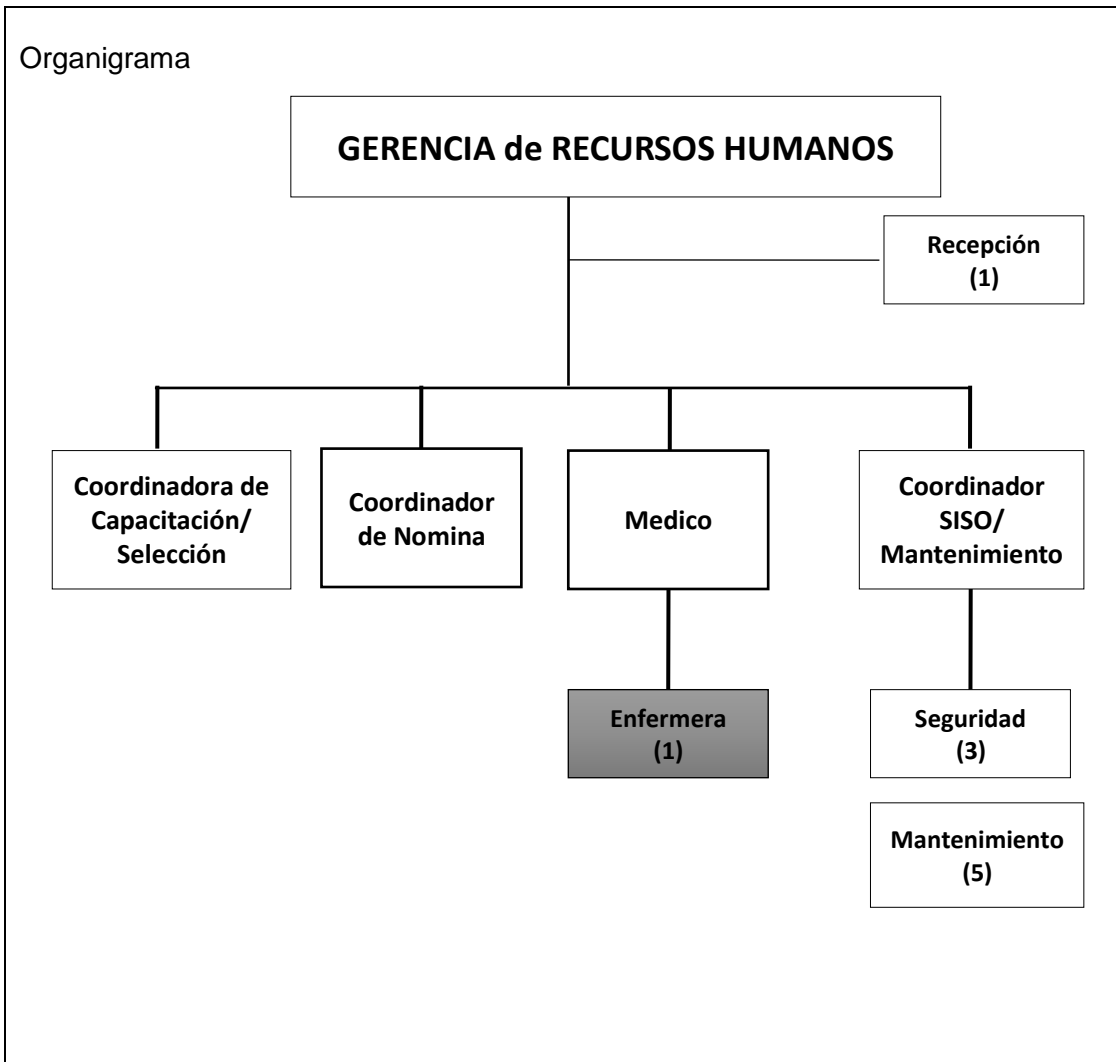 Organigrama
GERENCIA de RECURSOS HUMANOS
Recepción
(1)
Coordinadora de
Capacitación/
Selección
Coordinador
de Nomina
Medico
Coordinador
SISO/
Mantenimiento
Enfermera
(1)
Seguridad
(3)
Mantenimiento
(5)